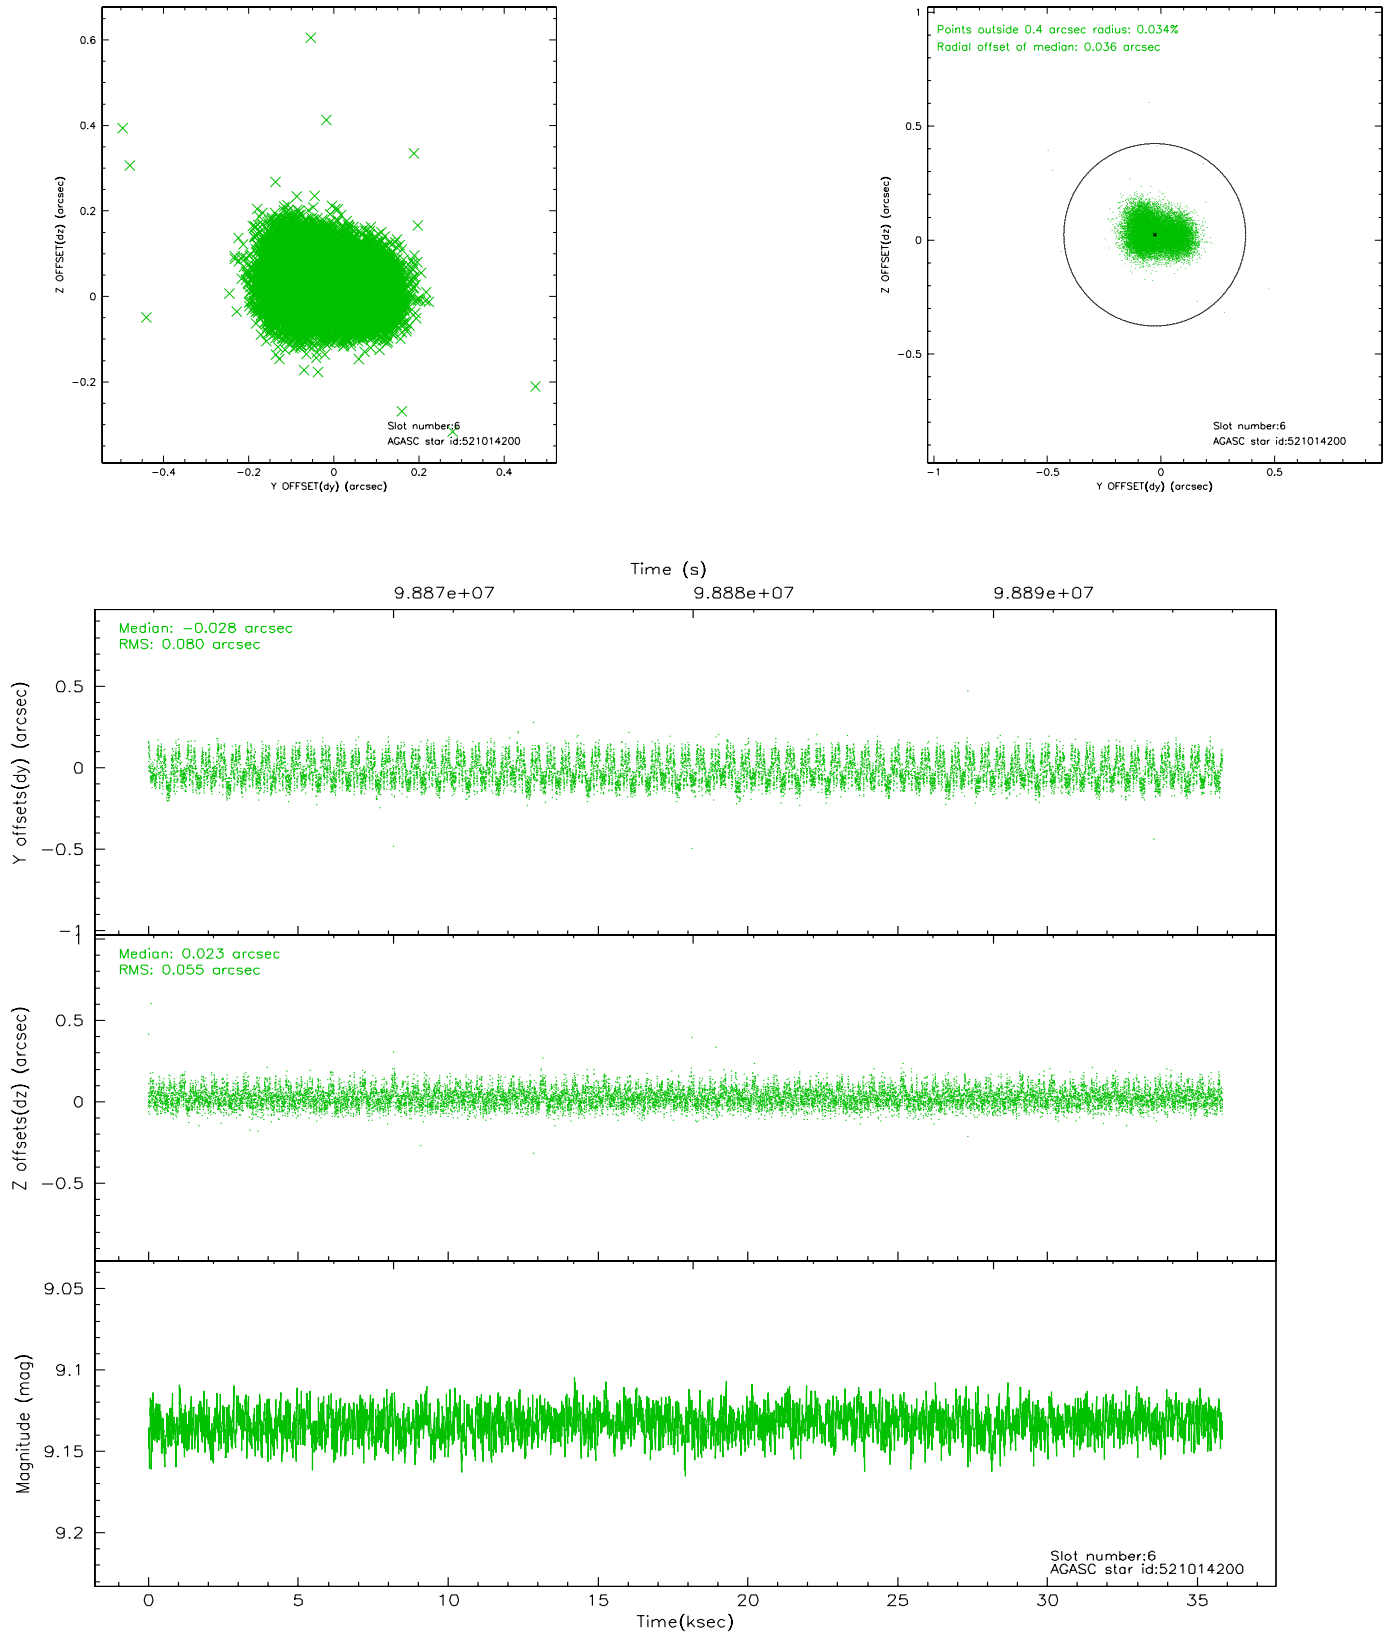 0.6
0.4
0.2
0
−0.2
Z OFFSET(dz) (arcsec)
Slot number:6
AGASC star id:521014200
−0.4
−0.2
0
0.2
0.4
Y OFFSET(dy) (arcsec)
Points outside 0.4 arcsec radius: 0.034%
Radial offset of median: 0.036 arcsec
1
0.5
0
−0.5
Z OFFSET(dz) (arcsec)
Slot number:6
AGASC star id:521014200
−1
−0.5
0
0.5
Y OFFSET(dy) (arcsec)
Time (s)
9.887e+07
9.888e+07
9.889e+07
Median: −0.028 arcsec
RMS: 0.080 arcsec
0.5
0
−0.5
−1
Y offsets(dy) (arcsec)
Median: 0.023 arcsec
RMS: 0.055 arcsec
1
0.5
0
−0.5
Z offsets(dz) (arcsec)
9.05
9.1
9.15
9.2
Magnitude (mag)
Slot number:6
AGASC star id:521014200
0
5
10
15
20
25
30
35
Time(ksec)